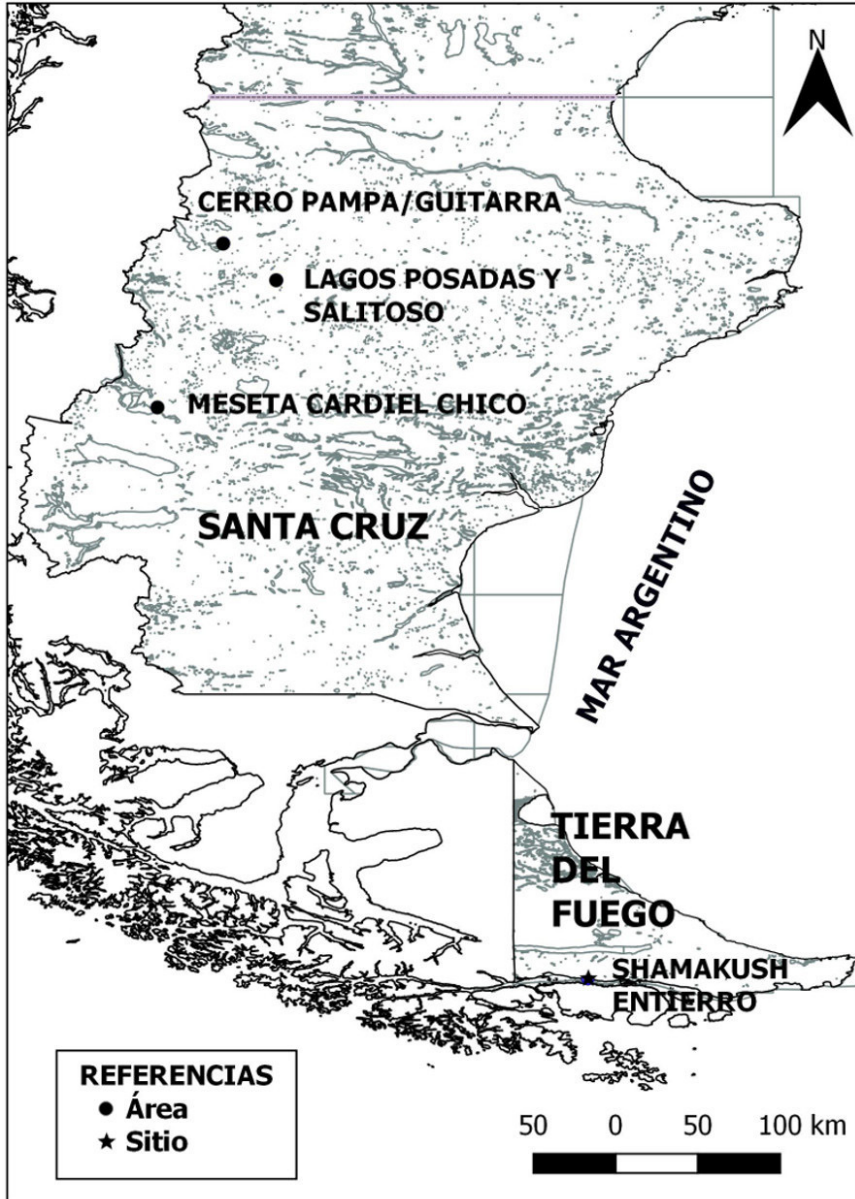 N
CERRO PAMPA/GUITARRA
LAGOS POSADAS Y
SALITOSO
MESETA CARDIEL CHICO
SANTA CRUZ
MAR ARGENTINO
TIERRA
DEL
FUEGO
SHAMAKUSH
ENTIERRO
REFERENCIAS
Área
Sitio
50 0 50 100 km